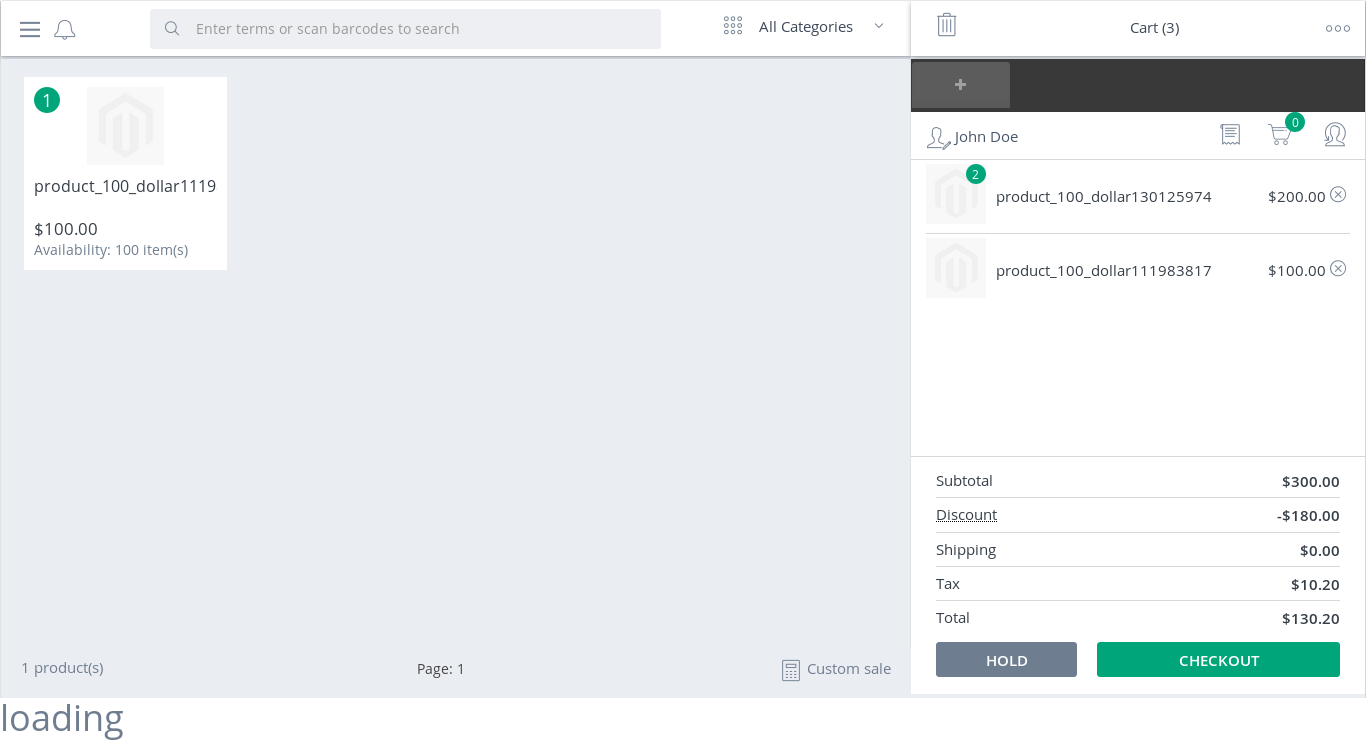 Enter terms or scan barcodes to search
All Categories
Cart (3)
1
product_100_dollar1119
$100.00
Availability: 100 item(s)
+
John Doe
0
2
product_100_dollar130125974 $200.00
product_100_dollar111983817 $100.00
Subtotal $300.00
Discount -$180.00
Shipping $0.00
Tax $10.20
Total $130.20
HOLD CHECKOUT
1 product(s) Page: 1 Custom sale
loading